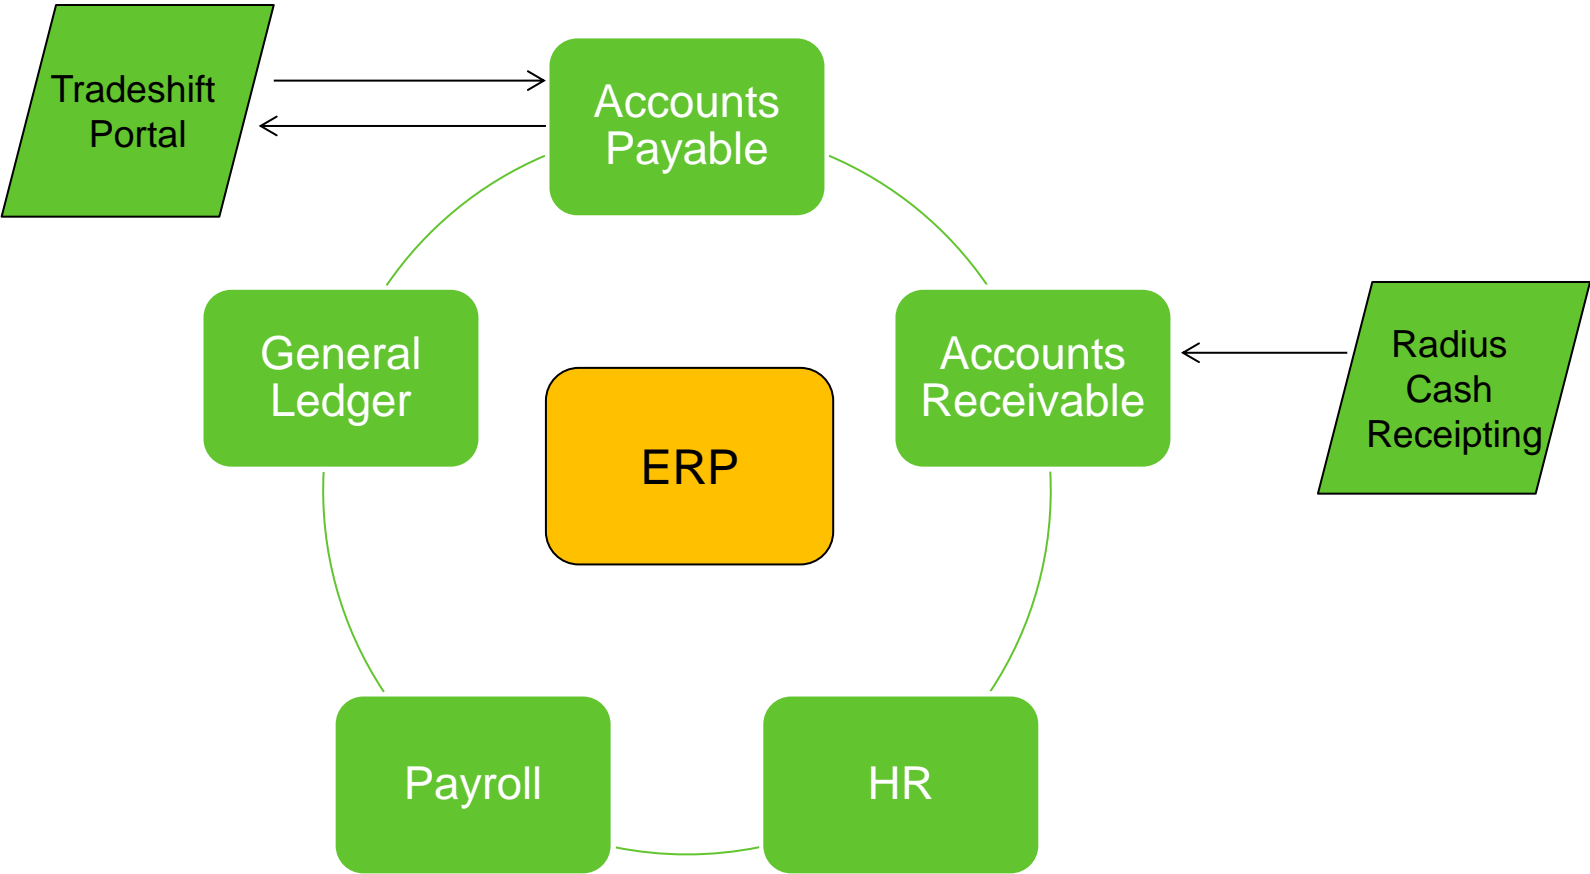 Tradeshift
Portal
Accounts
Payable
General
Ledger
ERP
Accounts
Receivable
Radius
Cash
Receipting
Payroll
HR